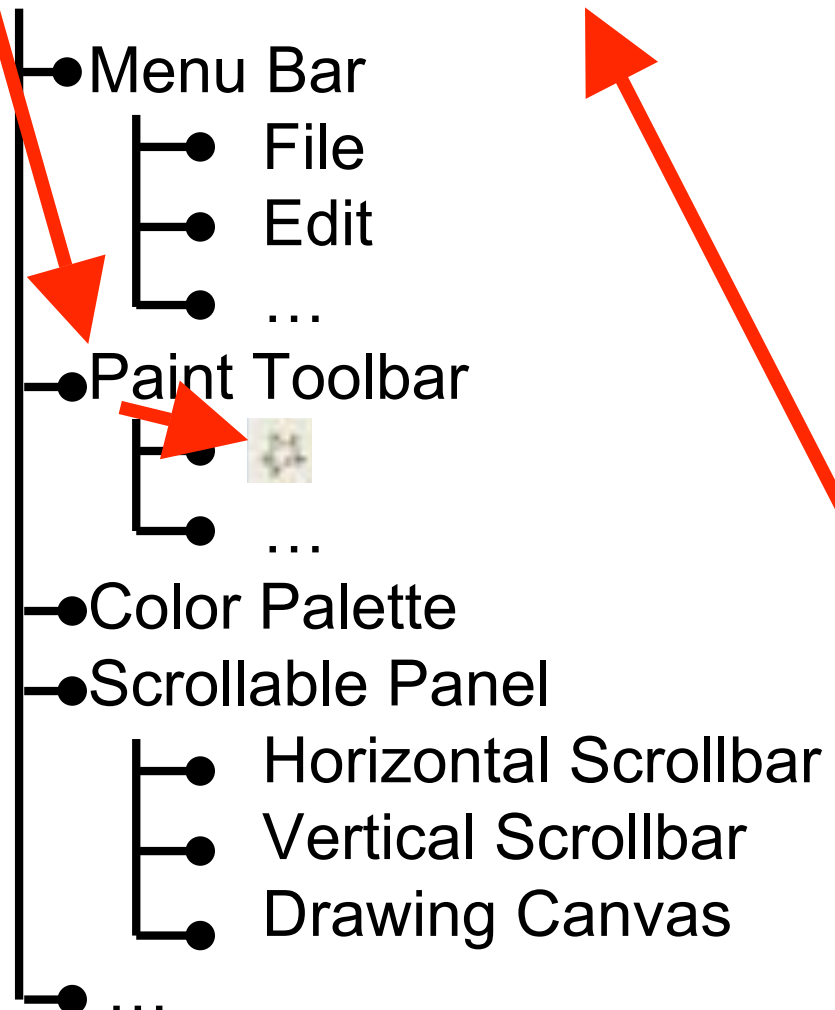 Menu Bar
File
Edit
…
Paint Toolbar
…
Color Palette
Scrollable Panel
Horizontal Scrollbar
Vertical Scrollbar
Drawing Canvas
…